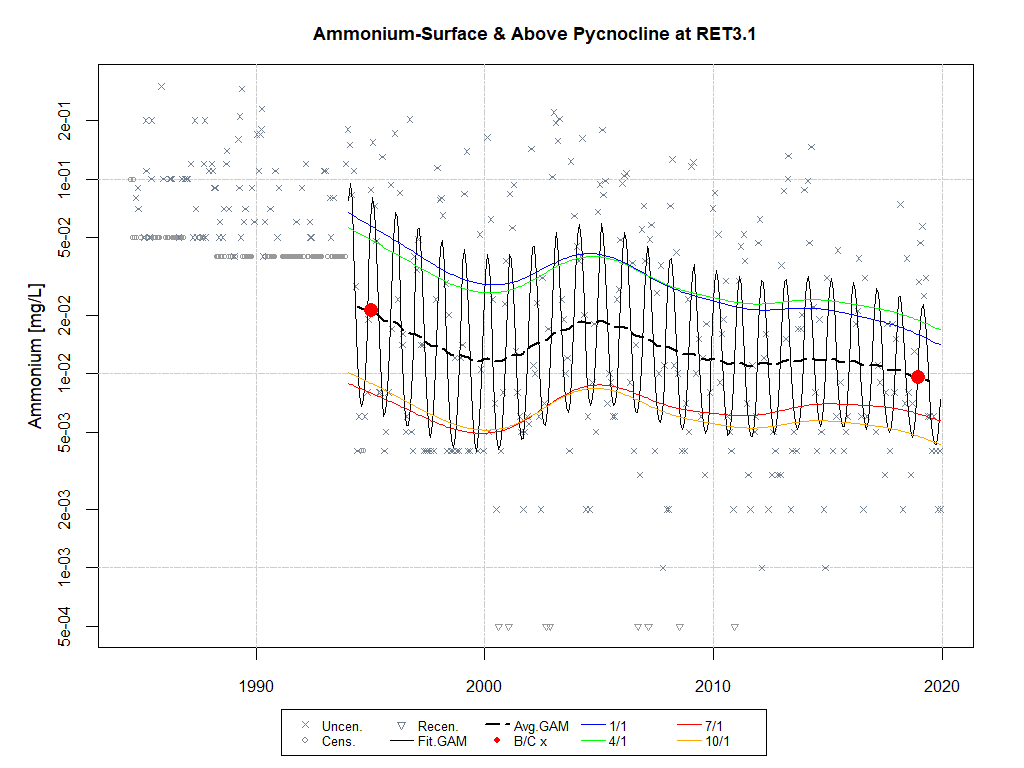 Ammonium-Surface & Above Pycnocline at RET3.1
Ammonium [mg/L]
2e-01
1e-01
5e-02
2e-02
1e-02
5e-03
2e-03
1e-03
5e-04
1990 2000 2010 2020
Uncen. Recen. Avg.GAM 1/1 7/1
Cens. Fit.GAM B/C x 4/1 10/1